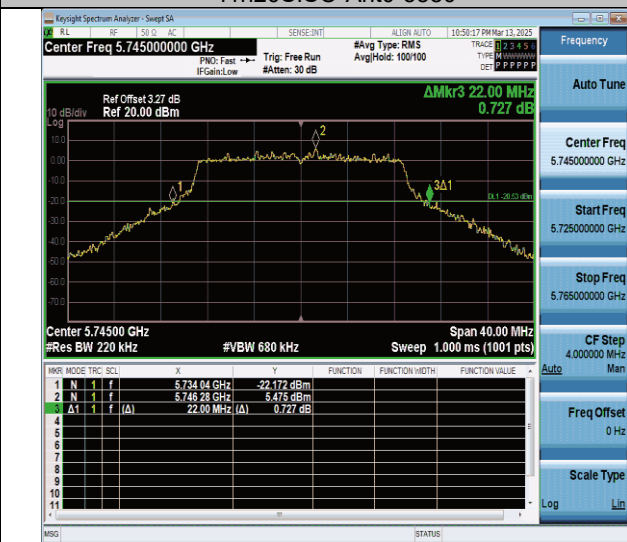 Keysight Spectrum Analyzer - Swept SA
RL RF 50 Ω AC SENSE:INT ALIGN AUTO 10:50:17 PM Mar 13, 2025
Center Freq 5.745000000 GHz
PNO: Fast
IFGain:Low
Trig: Free Run
#Atten: 30 dB
#Avg Type: RMS
Avg|Hold: 100/100
TRACE 1 2 3 4 5 6
TYPE M
DET P P P P P P
Ref Offset 3.27 dB
Ref 20.00 dBm
10 dB/div
Log
ΔMkr3 22.00 MHz
0.727 dB
10.0
0.00
-10.0
-20.0
-30.0
-40.0
-50.0
-60.0
-70.0
1
2
3Δ1
DL1 -20.53 dBm
Center 5.74500 GHz
Span 40.00 MHz
#Res BW 220 kHz
#VBW 680 kHz
Sweep 1.000 ms (1001 pts)
MKR MODE TRC SCL X Y FUNCTION FUNCTION WIDTH FUNCTION VALUE
1 N 1 f 5.734 04 GHz -22.172 dBm
2 N 1 f 5.746 28 GHz 5.475 dBm
3 Δ1 1 f (Δ) 22.00 MHz (Δ) 0.727 dB
4
5
6
7
8
9
10
11
MSG
STATUS
Frequency
Auto Tune
Center Freq
5.745000000 GHz
Start Freq
5.725000000 GHz
Stop Freq
5.765000000 GHz
CF Step
4.000000 MHz
Auto Man
Freq Offset
0 Hz
Scale Type
Log Lin